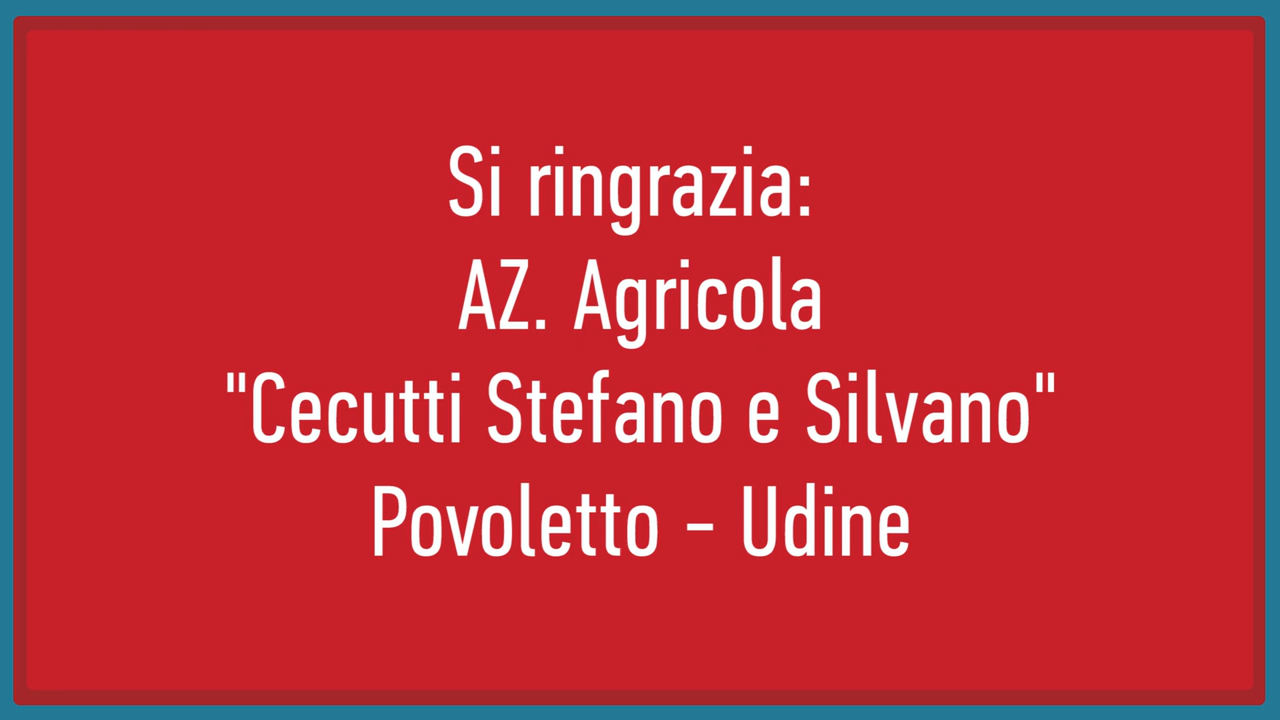 Si ringrazia:
AZ. Agricola
"Cecutti Stefano e Silvano"
Povoletto - Udine